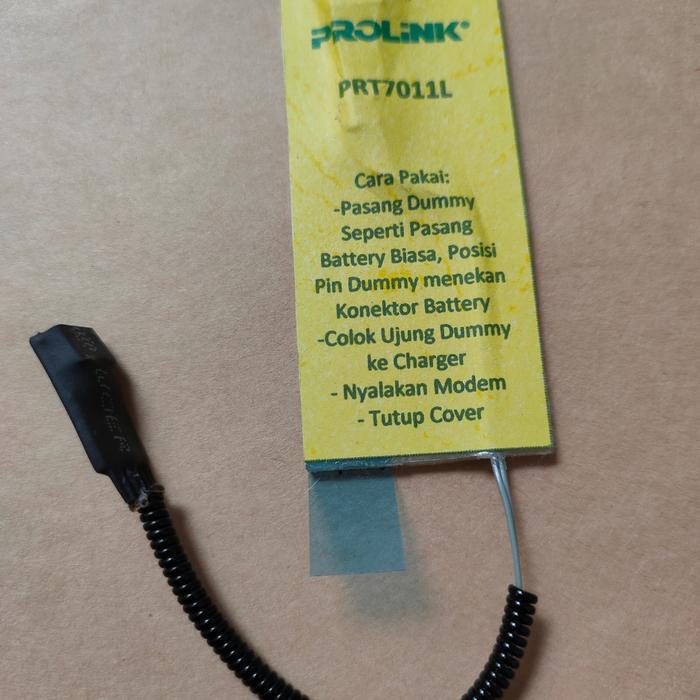 PROLiNK®
PRT7011L
Cara Pakai:
-Pasang Dummy
Seperti Pasang
Battery Biasa, Posisi
Pin Dummy menekan
Konektor Battery
-Colok Ujung Dummy
ke Charger
- Nyalakan Modem
- Tutup Cover